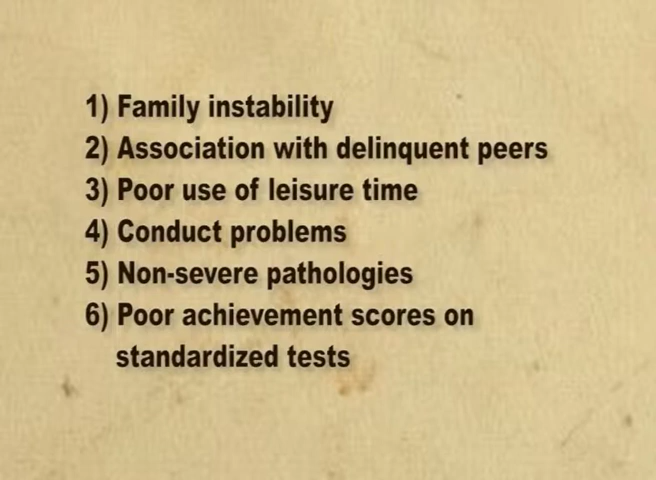 1) Family instability
2) Association with delinquent peers
3) Poor use of leisure time
4) Conduct problems
5) Non-severe pathologies
6) Poor achievement scores on
standardized tests